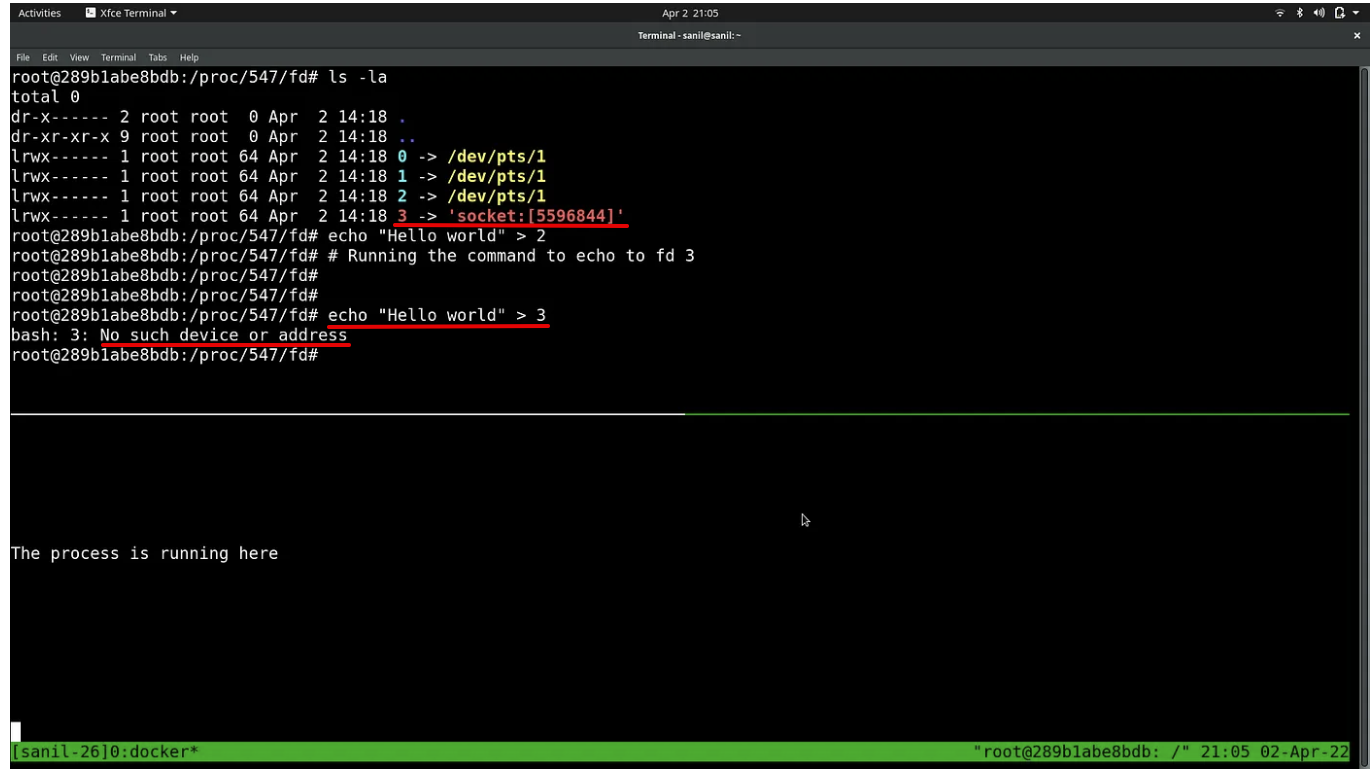 Activities Xfce Terminal Apr 2 21:05
Terminal - sanil@sanil:~
File Edit View Terminal Tabs Help
root@289b1abe8bdb:/proc/547/fd# ls -la
total 0
dr-x------ 2 root root  0 Apr  2 14:18 .
dr-xr-xr-x 9 root root  0 Apr  2 14:18 ..
lrwx------ 1 root root 64 Apr  2 14:18 0 -> /dev/pts/1
lrwx------ 1 root root 64 Apr  2 14:18 1 -> /dev/pts/1
lrwx------ 1 root root 64 Apr  2 14:18 2 -> /dev/pts/1
lrwx------ 1 root root 64 Apr  2 14:18 3 -> 'socket:[5596844]'
root@289b1abe8bdb:/proc/547/fd# echo "Hello world" > 2
root@289b1abe8bdb:/proc/547/fd# # Running the command to echo to fd 3
root@289b1abe8bdb:/proc/547/fd#
root@289b1abe8bdb:/proc/547/fd#
root@289b1abe8bdb:/proc/547/fd# echo "Hello world" > 3
bash: 3: No such device or address
root@289b1abe8bdb:/proc/547/fd#
The process is running here
[sanil-26]0:docker* "root@289b1abe8bdb: /" 21:05 02-Apr-22